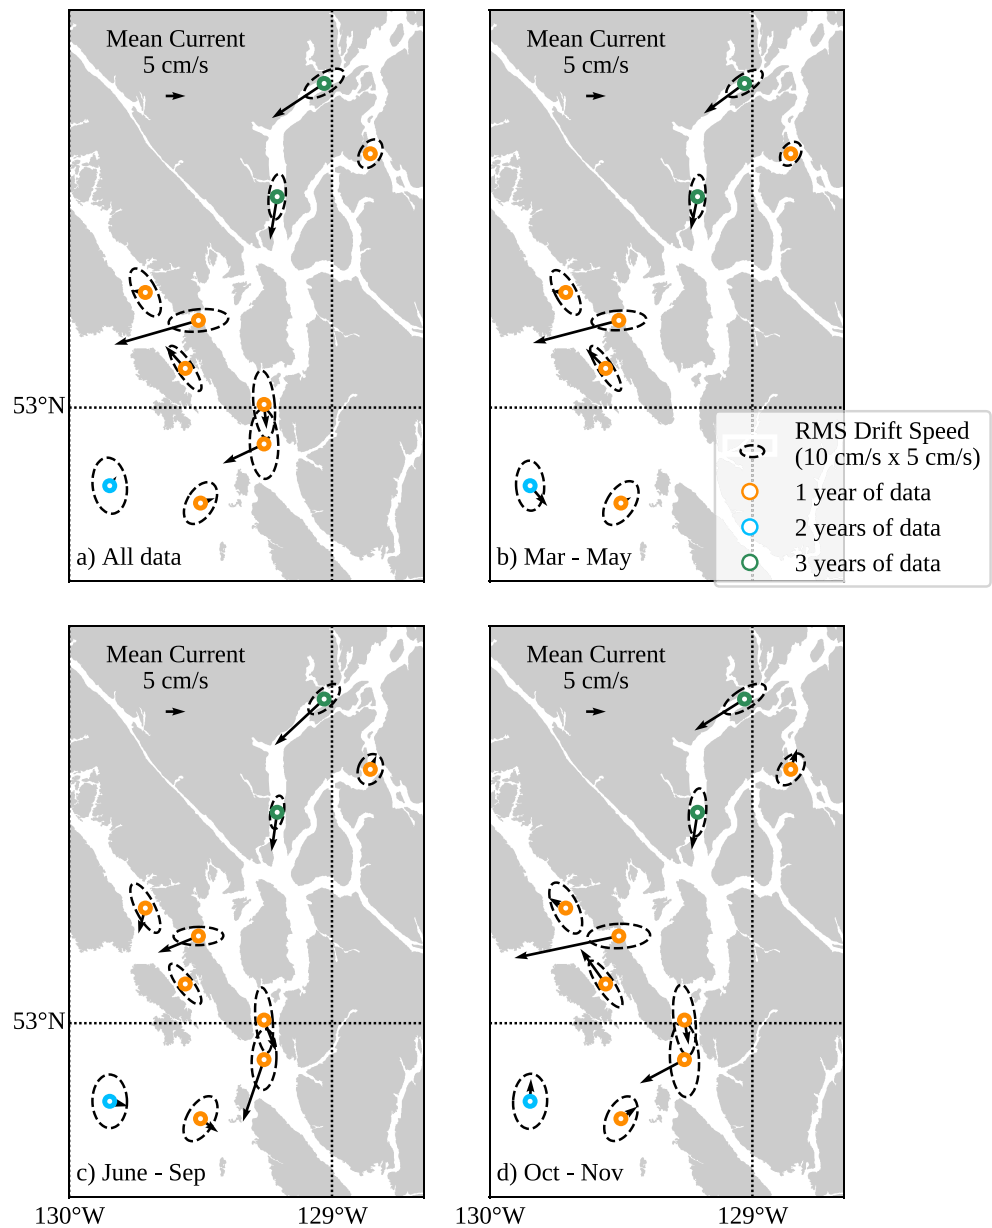 Mean Current
5 cm/s
Mean Current
5 cm/s
53°N
a) All data
b) Mar - May
RMS Drift Speed
(10 cm/s x 5 cm/s)
1 year of data
2 years of data
3 years of data
Mean Current
5 cm/s
Mean Current
5 cm/s
53°N
c) June - Sep
d) Oct - Nov
130°W
129°W
130°W
129°W